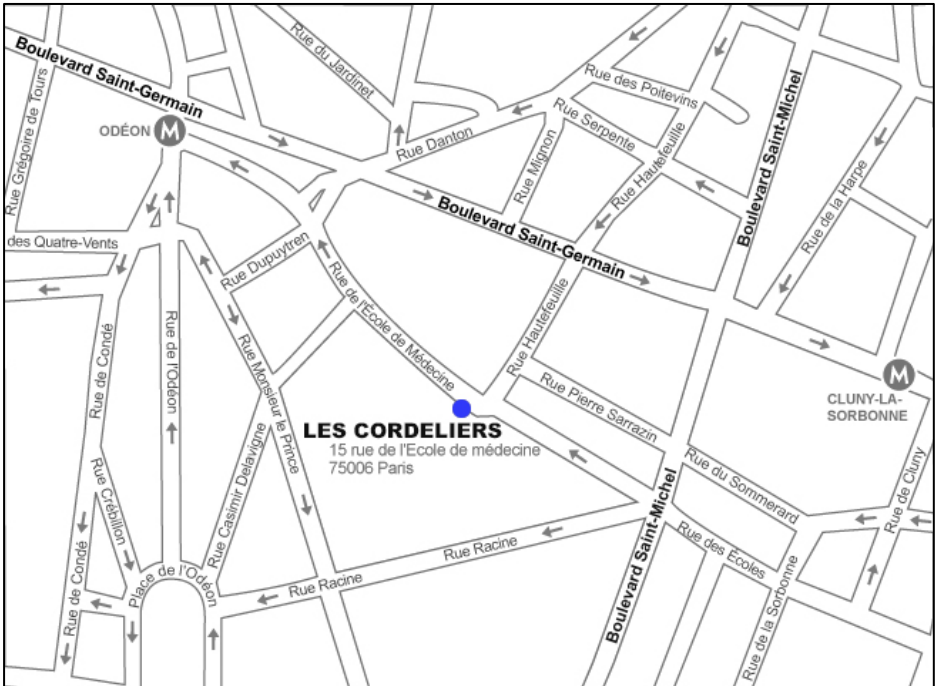 Boulevard Saint-Germain
Rue du Jardinet
Rue des Poitevins
Boulevard Saint-Michel
Rue Grégoire de Tours
ODÉON
M
Rue Danton
Rue Serpente
Rue Mignon
Rue Hautefeuille
Rue de la Harpe
Boulevard Saint-Germain
des Quatre-Vents
Rue Dupuytren
Rue de l'École de Médecine
Rue Hautefeuille
Rue de Condé
Rue de l'Odéon
Rue Monsieur le Prince
M
CLUNY-LA-
SORBONNE
Rue Pierre Sarrazin
LES CORDELIERS
15 rue de l'Ecole de médecine
75006 Paris
Rue Casimir Delavigne
Rue Crébillon
Rue du Sommerard
Rue de Cluny
Boulevard Saint-Michel
Rue des Écoles
Rue Racine
Rue Racine
Place de l'Odéon
Rue de Condé
Rue de la Sorbonne